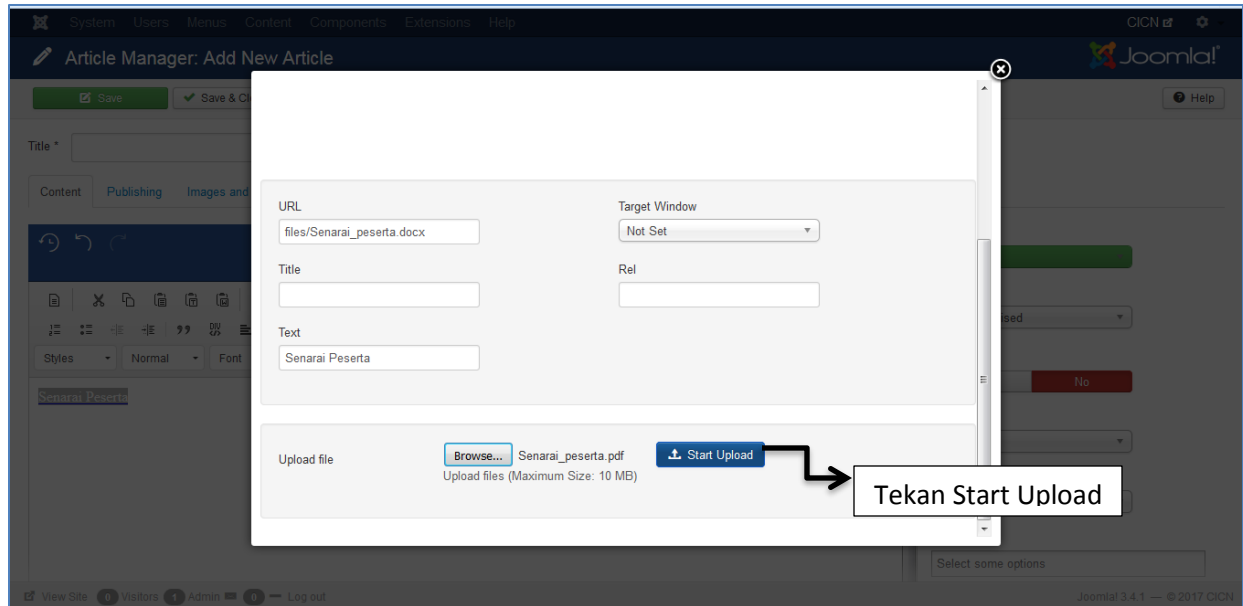 System Users Menus Content Components Extensions Help
CICN
Article Manager: Add New Article
Joomla!
Save
Save & Cl
Help
Title *
Content
Publishing
Images and
URL
Target Window
files/Senarai_peserta.docx
Not Set
Title
Rel
ised
Text
Styles
Normal
Font
Senarai Peserta
No
Senarai Peserta
Upload file
Browse...
Senarai_peserta.pdf
Start Upload
Upload files (Maximum Size: 10 MB)
Tekan Start Upload
Select some options
View Site 0 Visitors 1 Admin 0 Log out
Joomla! 3.4.1 — © 2017 CICN